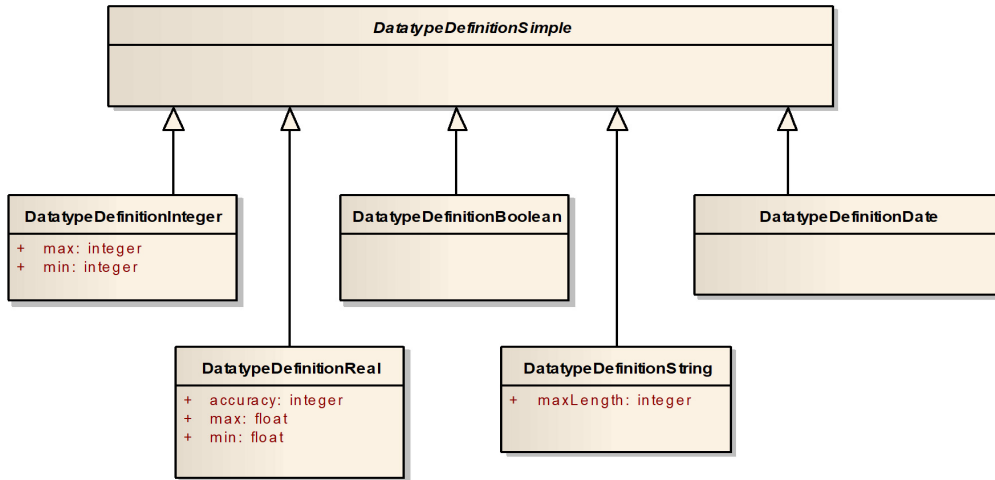 DatatypeDefinitionSimple
DatatypeDefinitionInteger
+ max: integer
+ min: integer
DatatypeDefinitionBoolean
DatatypeDefinitionDate
DatatypeDefinitionReal
+ accuracy: integer
+ max: float
+ min: float
DatatypeDefinitionString
+ maxLength: integer